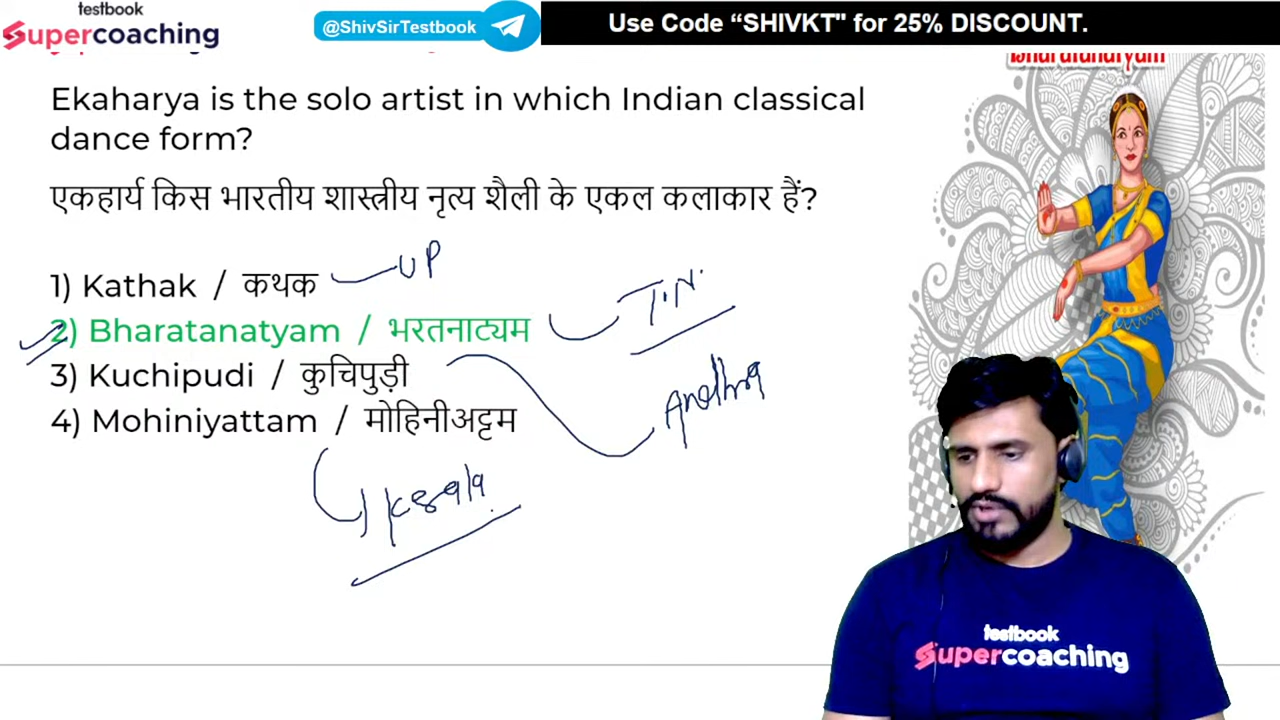 testbook
Supercoaching
@ShivSirTestbook
Use Code “SHIVKT" for 25% DISCOUNT.
Bharatanatyam
Ekaharya is the solo artist in which Indian classical
dance form?
एकहार्य किस भारतीय शास्त्रीय नृत्य शैली के एकल कलाकार हैं?
1) Kathak / कथक
UP
2) Bharatanatyam / भरतनाट्यम
T.N.
3) Kuchipudi / कुचिपुड़ी
Andhra
4) Mohiniyattam / मोहिनीअट्टम
Kerala
testbook
Supercoaching